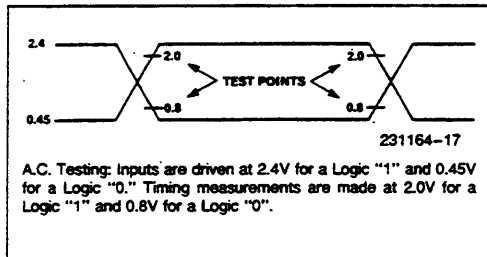 2.4
2.0
TEST POINTS
2.0
0.8
0.8
0.45
231164-17
A.C. Testing: Inputs are driven at 2.4V for a Logic "1" and 0.45V
for a Logic "0." Timing measurements are made at 2.0V for a
Logic "1" and 0.8V for a Logic "0".